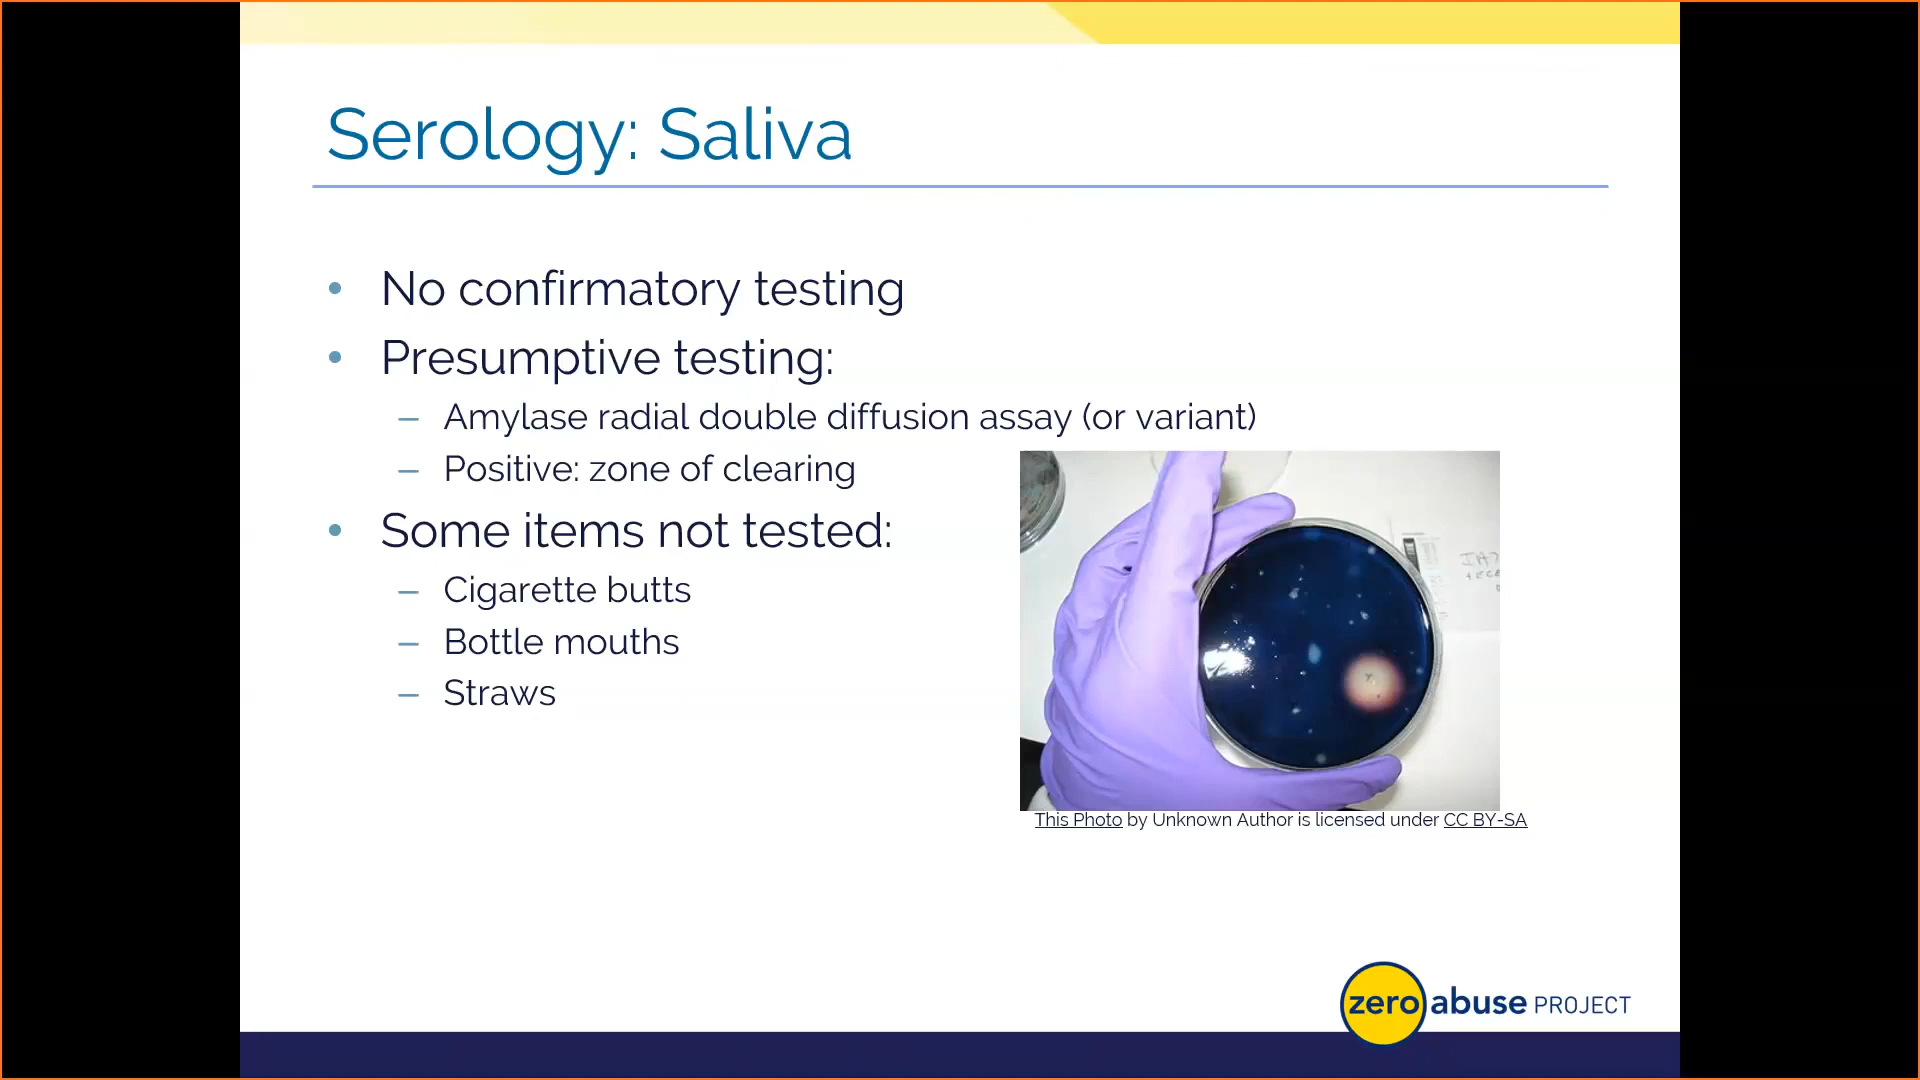 Serology: Saliva
• No confirmatory testing
• Presumptive testing:
– Amylase radial double diffusion assay (or variant)
– Positive: zone of clearing
• Some items not tested:
– Cigarette butts
– Bottle mouths
– Straws
This Photo by Unknown Author is licensed under CC BY-SA
zero abuse PROJECT